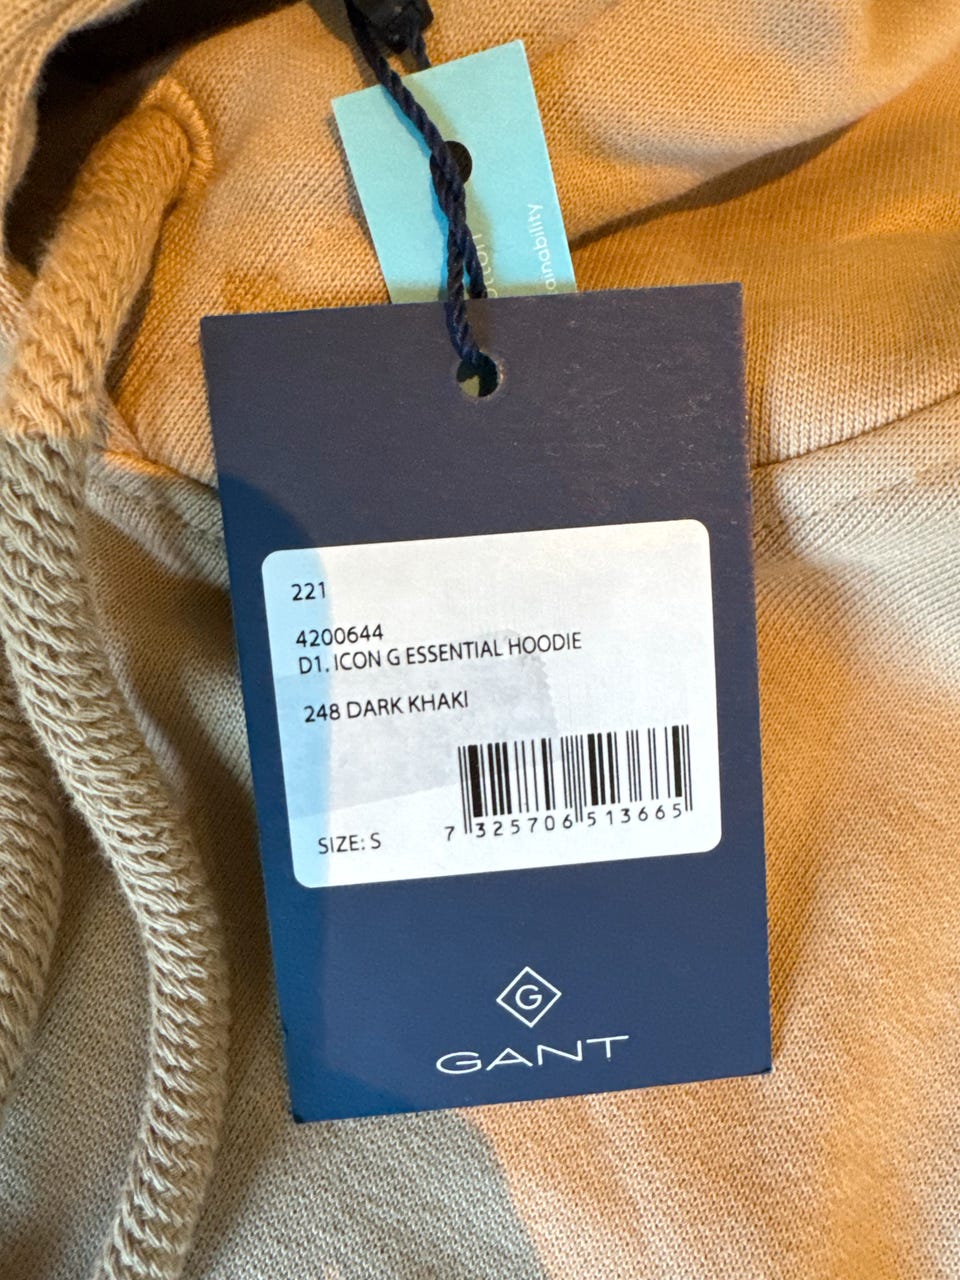 221
4200644
D1. ICON G ESSENTIAL HOODIE
248 DARK KHAKI
SIZE: S
7 325706 513665
G
GANT